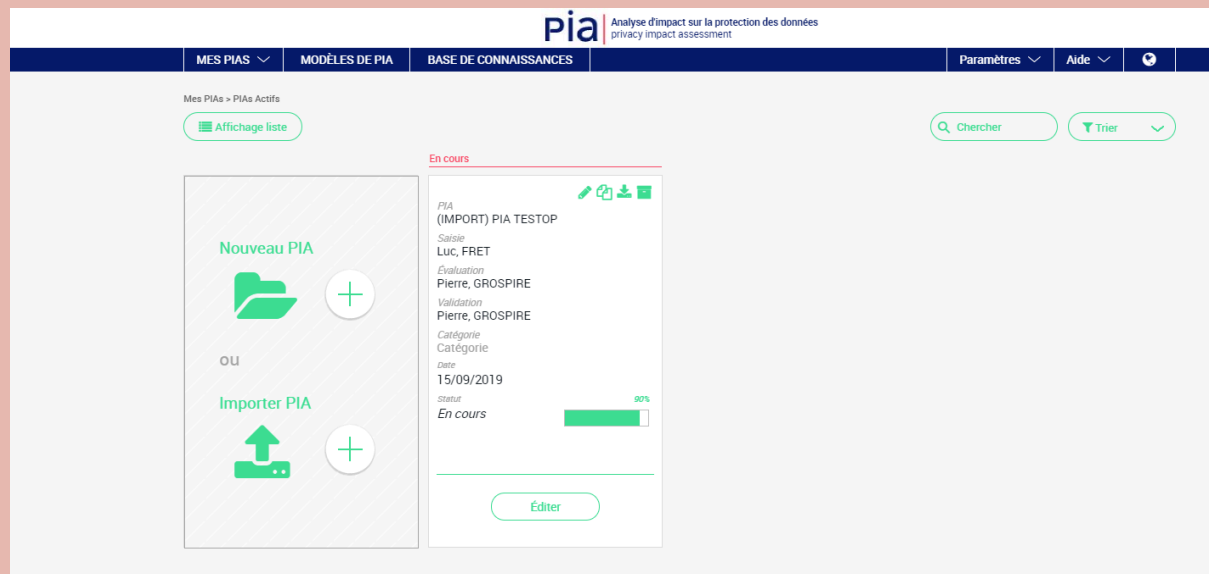 pia
Analyse d'impact sur la protection des données
privacy impact assessment
MES PIAS
MODÈLES DE PIA
BASE DE CONNAISSANCES
Paramètres
Aide
Mes PIAs > PIAs Actifs
Affichage liste
Chercher
Trier
En cours
Nouveau PIA
ou
Importer PIA
PIA
(IMPORT) PIA TESTOP
Saisie
Luc, FRET
Évaluation
Pierre, GROSPIRE
Validation
Pierre, GROSPIRE
Catégorie
Catégorie
Date
15/09/2019
Statut
90%
En cours
Éditer